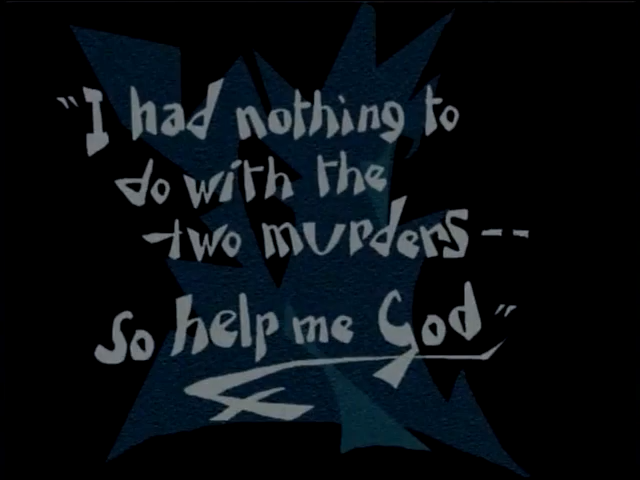 "I had nothing to
do with the
two murders--
So help me God"